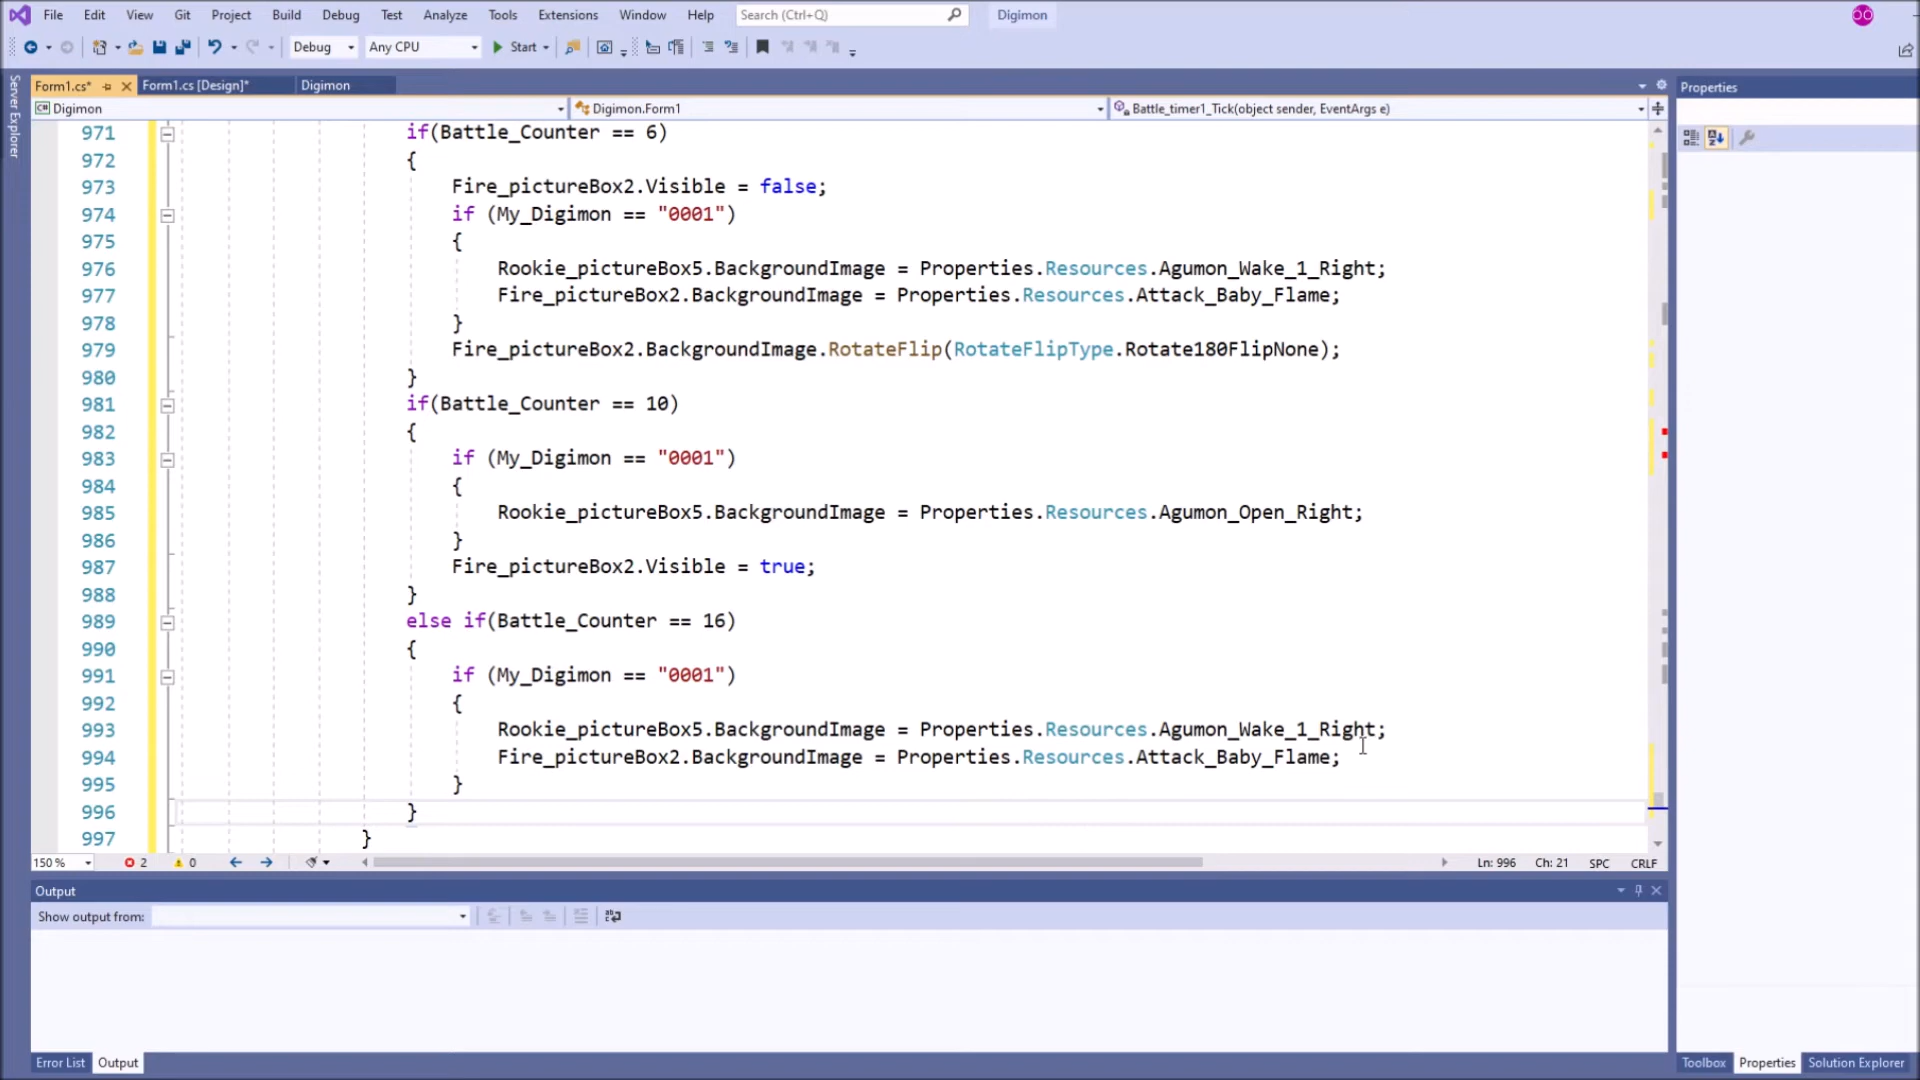 File Edit View Git Project Build Debug Test Analyze Tools Extensions Window Help Search (Ctrl+Q) Digimon
Debug Any CPU Start
Server Explorer
Form1.cs* Form1.cs [Design]* Digimon
Properties
Digimon Digimon.Form1 Battle_timer1_Tick(object sender, EventArgs e)
971 if(Battle_Counter == 6)
972 {
973 Fire_pictureBox2.Visible = false;
974 if (My_Digimon == "0001")
975 {
976 Rookie_pictureBox5.BackgroundImage = Properties.Resources.Agumon_Wake_1_Right;
977 Fire_pictureBox2.BackgroundImage = Properties.Resources.Attack_Baby_Flame;
978 }
979 Fire_pictureBox2.BackgroundImage.RotateFlip(RotateFlipType.Rotate180FlipNone);
980 }
981 if(Battle_Counter == 10)
982 {
983 if (My_Digimon == "0001")
984 {
985 Rookie_pictureBox5.BackgroundImage = Properties.Resources.Agumon_Open_Right;
986 }
987 Fire_pictureBox2.Visible = true;
988 }
989 else if(Battle_Counter == 16)
990 {
991 if (My_Digimon == "0001")
992 {
993 Rookie_pictureBox5.BackgroundImage = Properties.Resources.Agumon_Wake_1_Right;
994 Fire_pictureBox2.BackgroundImage = Properties.Resources.Attack_Baby_Flame;
995 }
996 }
997 }
150 % 2 0 Ln: 996 Ch: 21 SPC CRLF
Output
Show output from:
Error List Output
Toolbox Properties Solution Explorer